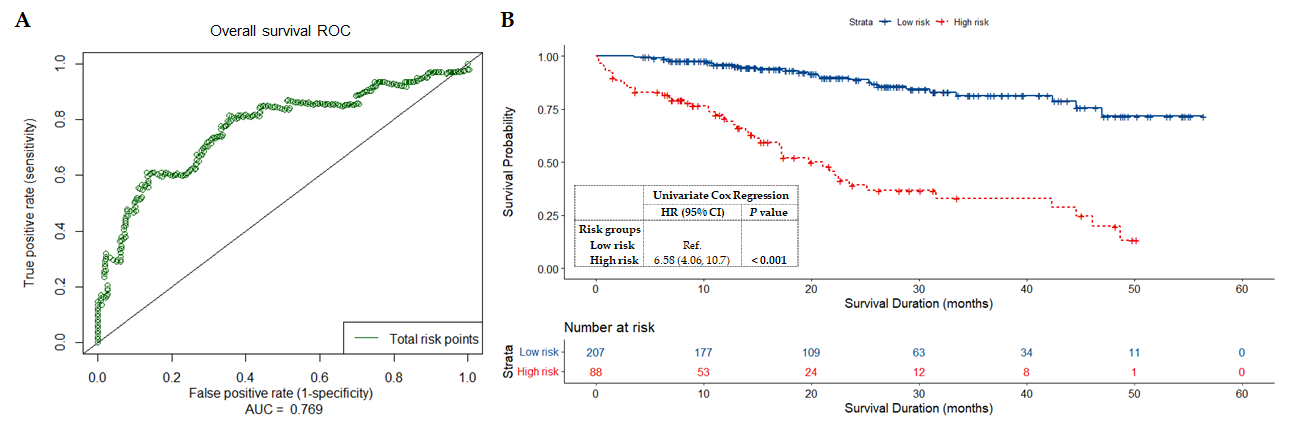 A
Overall survival ROC
True positive rate (sensitivity)
1.0
0.8
0.6
0.4
0.2
0.0
Total risk points
0.0 0.2 0.4 0.6 0.8 1.0
False positive rate (1-specificity)
AUC = 0.769
B
Strata Low risk High risk
Survival Probability
1.00
0.75
0.50
0.25
0.00
Univariate Cox Regression
HR (95% CI) P value
Risk groups
Low risk Ref.
High risk 6.58 (4.06, 10.7) < 0.001
0 10 20 30 40 50 60
Survival Duration (months)
Number at risk
Strata
Low risk 207 177 109 63 34 11 0
High risk 88 53 24 12 8 1 0
0 10 20 30 40 50 60
Survival Duration (months)